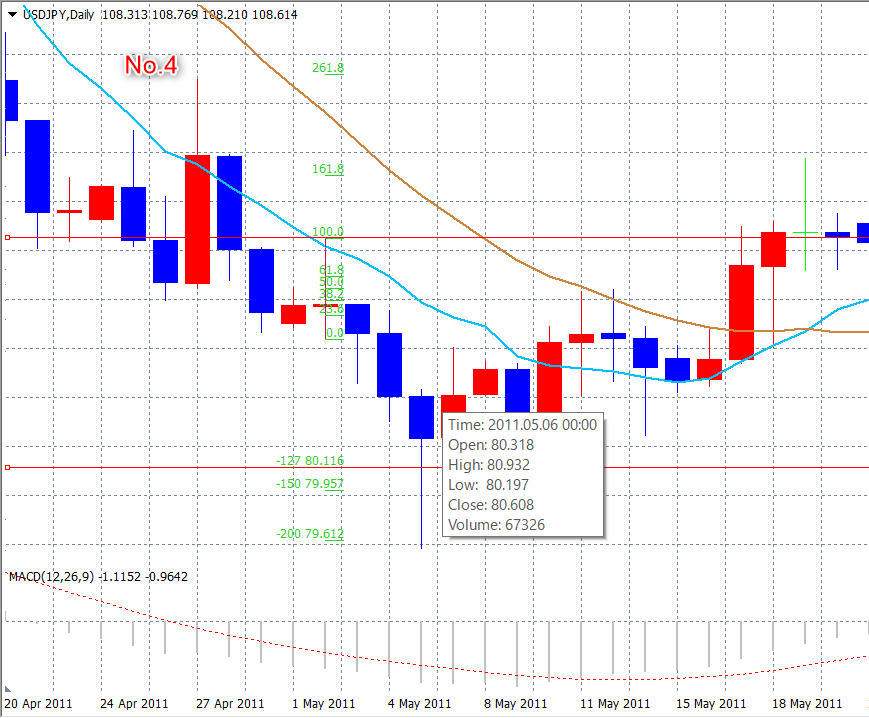 USDJPY,Daily 108.313 108.769 108.210 108.614
No.4
261.8
161.8
100.0
61.8
50.0
38.2
23.6
0.0
Time: 2011.05.06 00:00
Open: 80.318
High: 80.932
Low: 80.197
Close: 80.608
Volume: 67326
-127 80.116
-150 79.957
-200 79.612
MACD(12,26,9) -1.1152 -0.9642
20 Apr 2011 24 Apr 2011 27 Apr 2011 1 May 2011 4 May 2011 8 May 2011 11 May 2011 15 May 2011 18 May 2011